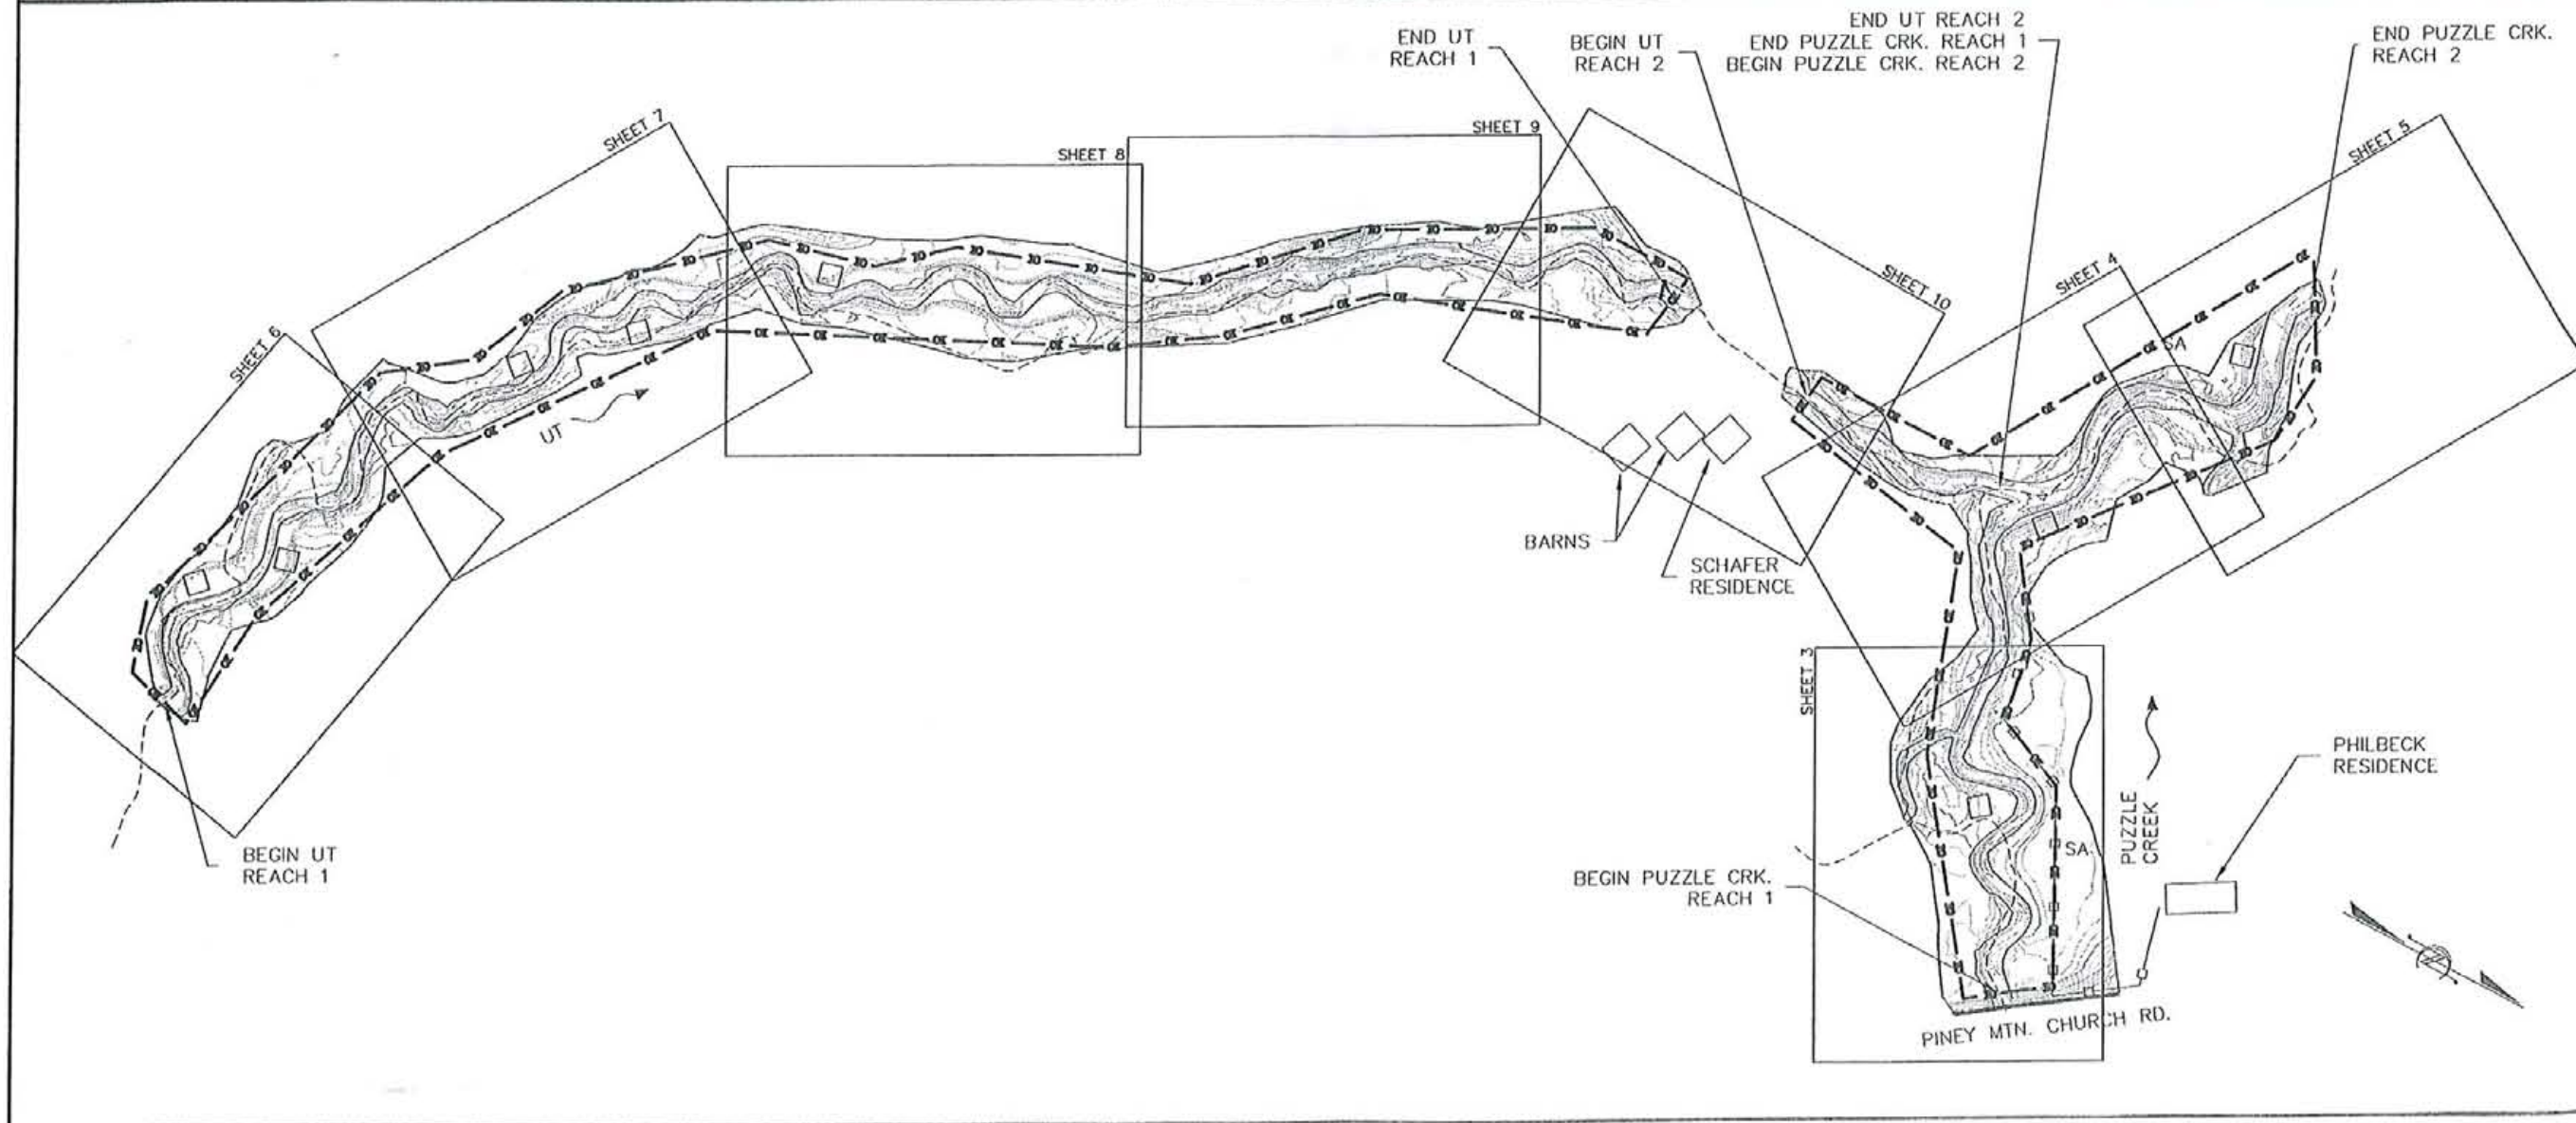 END UT
REACH 1
BEGIN UT
REACH 2
END UT REACH 2
END PUZZLE CRK. REACH 1
BEGIN PUZZLE CRK. REACH 2
END PUZZLE CRK.
REACH 2
SHEET 7
SHEET 8
SHEET 9
SHEET 5
SHEET 10
SHEET 4
SHEET 6
SA
UT
BARNS
SCHAFER
RESIDENCE
SHEET 3
PUZZLE
CREEK
PHILBECK
RESIDENCE
BEGIN UT
REACH 1
SA
BEGIN PUZZLE CRK.
REACH 1
PINEY MTN. CHURCH RD.